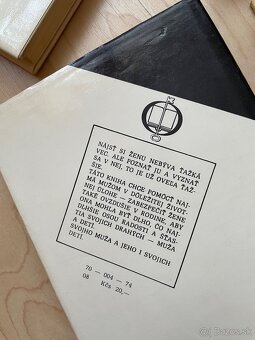 NÁJSŤ SI ŽENU NEBÝVA ŤAŽKÁ
VEC. ALE POZNAŤ JU A VYZNAŤ
SA V NEJ, TO JE UŽ OVEĽA ŤAŽ-
ŠIE.
TÁTO KNIHA CHCE POMÔCŤ NAJ-
MÄ MUŽOM V DÔLEŽITEJ ŽIVOT-
NEJ ÚLOHE — ZABEZPEČIŤ ŽENE
TAKÉ OVZDUŠIE V RODINE, ABY
ONA MOHLA BYŤ DLHO, ČO NAJ-
DLHŠIE OSOU RADOSTI A ŠŤAS-
TIA SVOJICH DRAHÝCH — MUŽA
A DETÍ.
SVOJHO MUŽA A JEHO I SVOJICH
DETÍ.
70 — 004 — 74
08 Kčs 20,—
bazos.sk